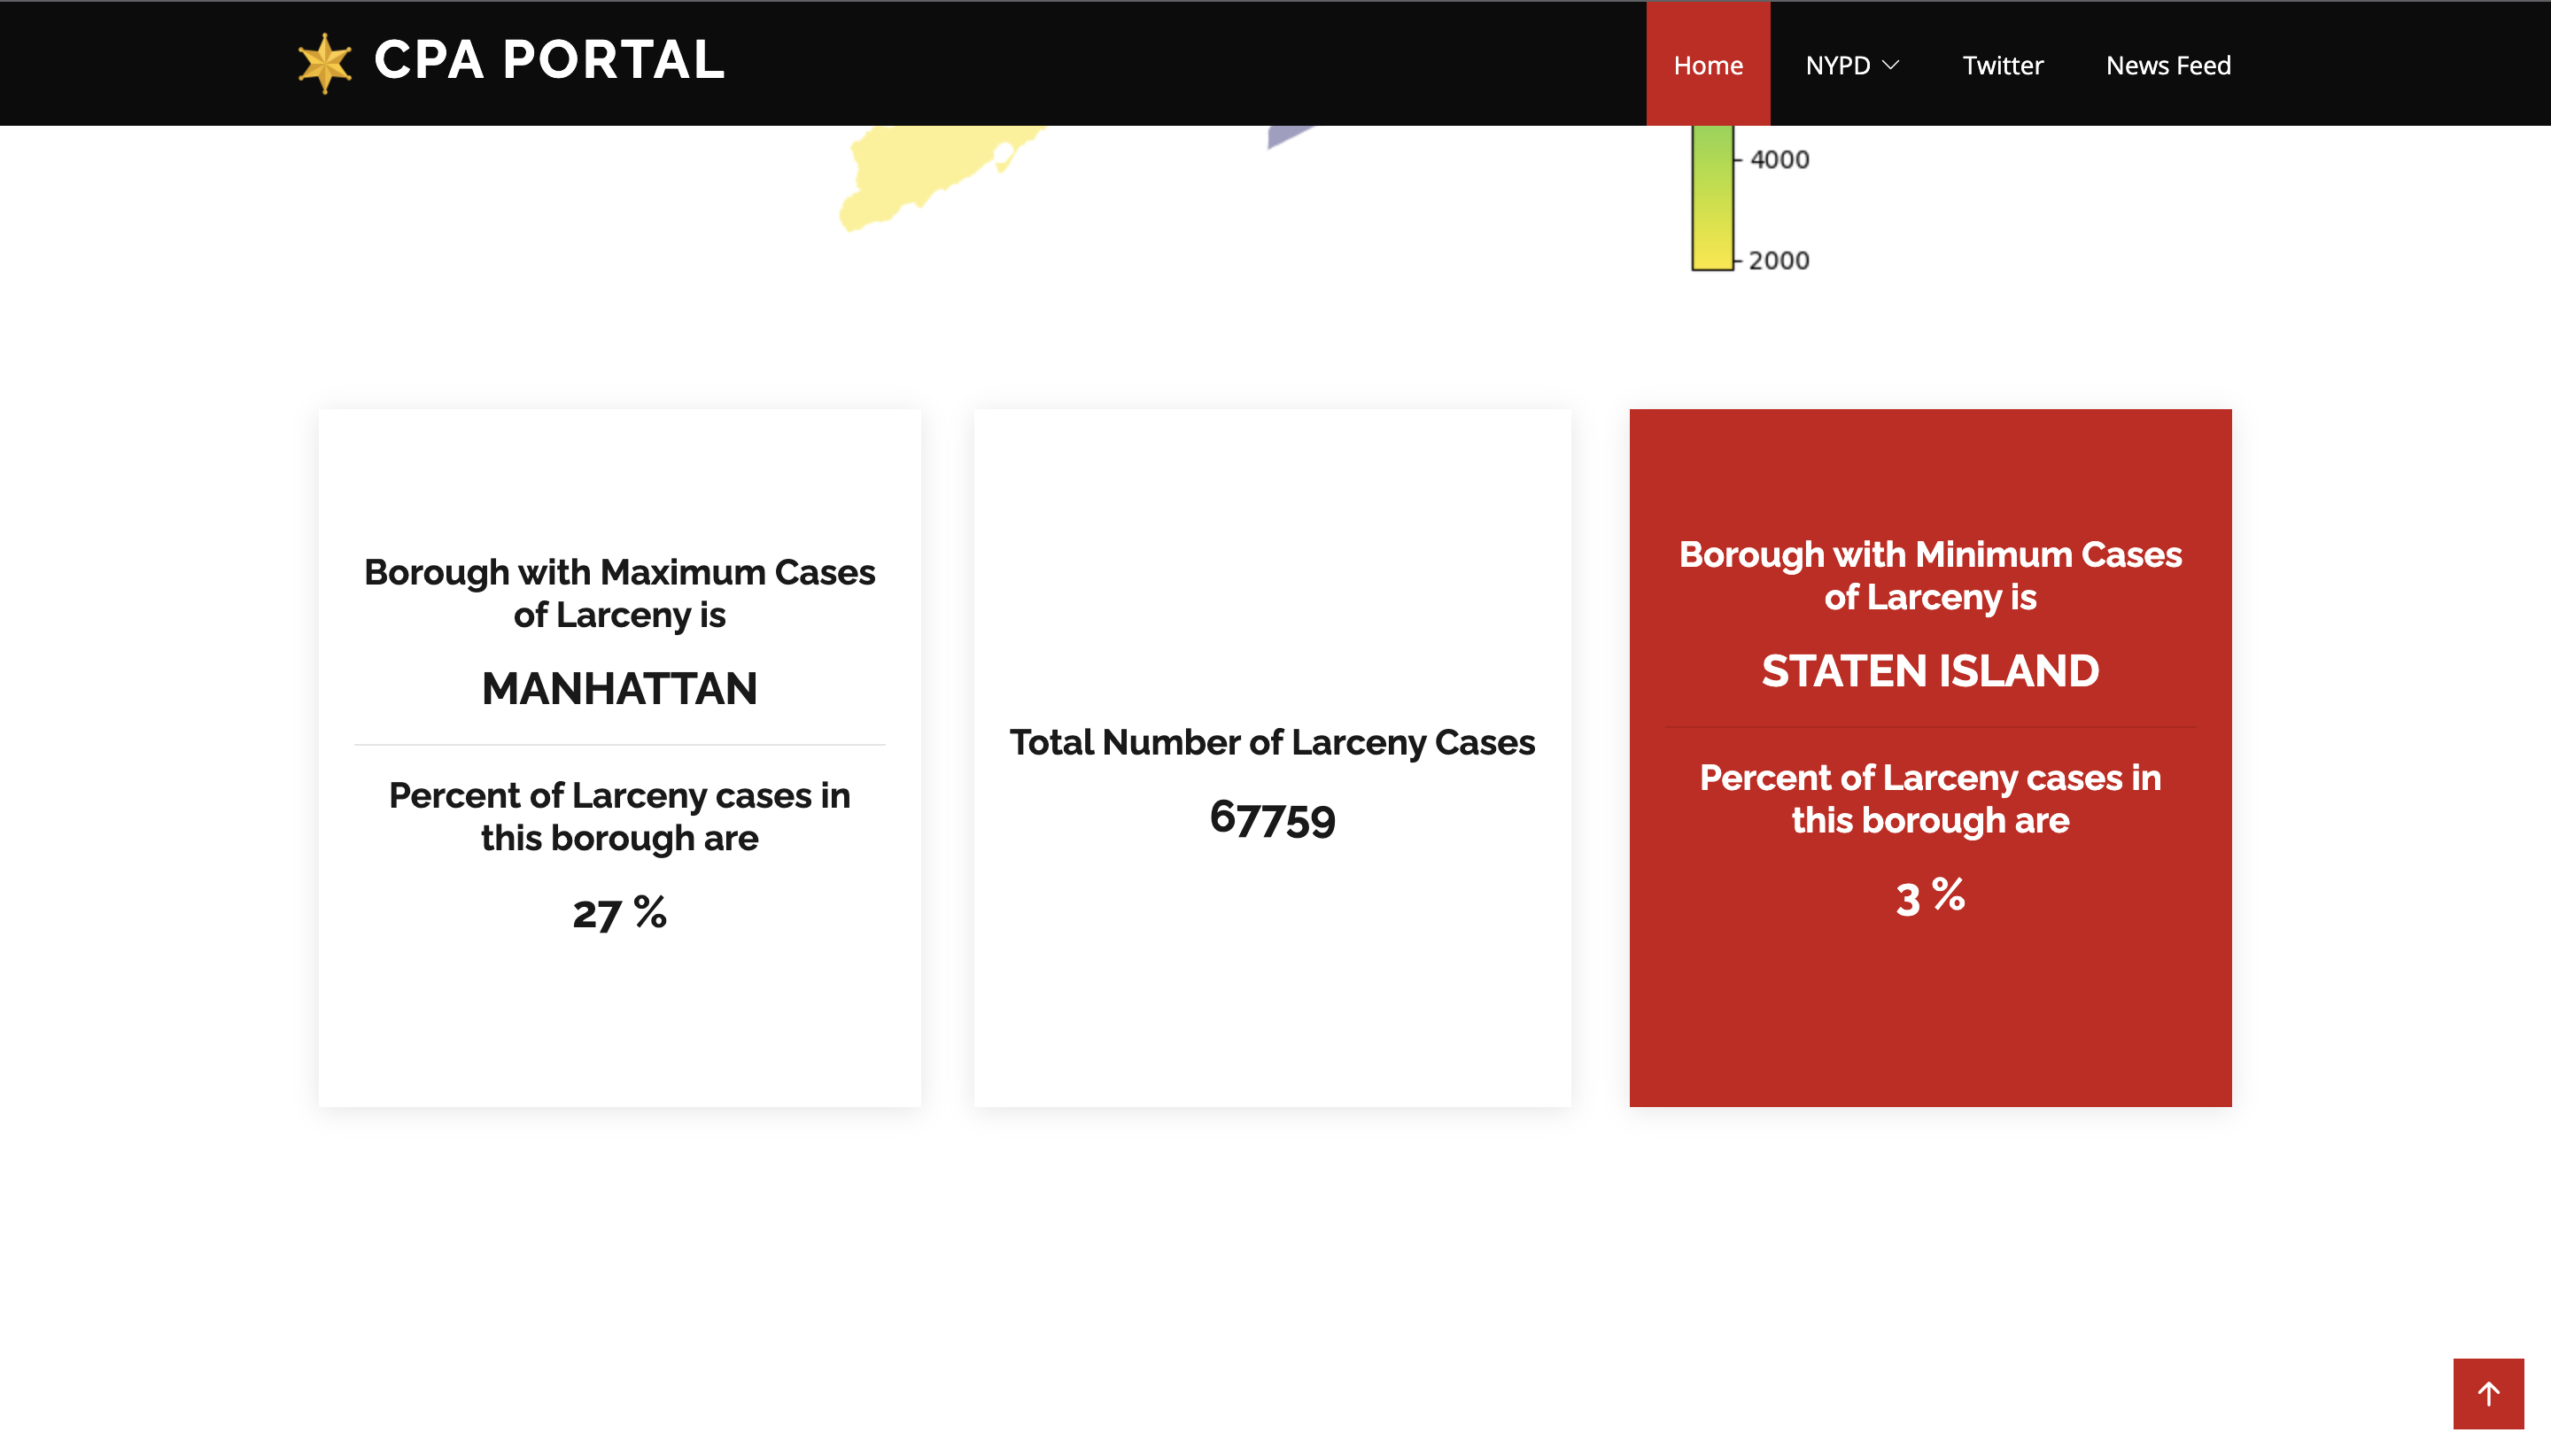 CPA PORTAL
Home
NYPD
Twitter
News Feed
4000
2000
Borough with Maximum Cases
of Larceny is
MANHATTAN
Percent of Larceny cases in
this borough are
27 %
Total Number of Larceny Cases
67759
Borough with Minimum Cases
of Larceny is
STATEN ISLAND
Percent of Larceny cases in
this borough are
3 %